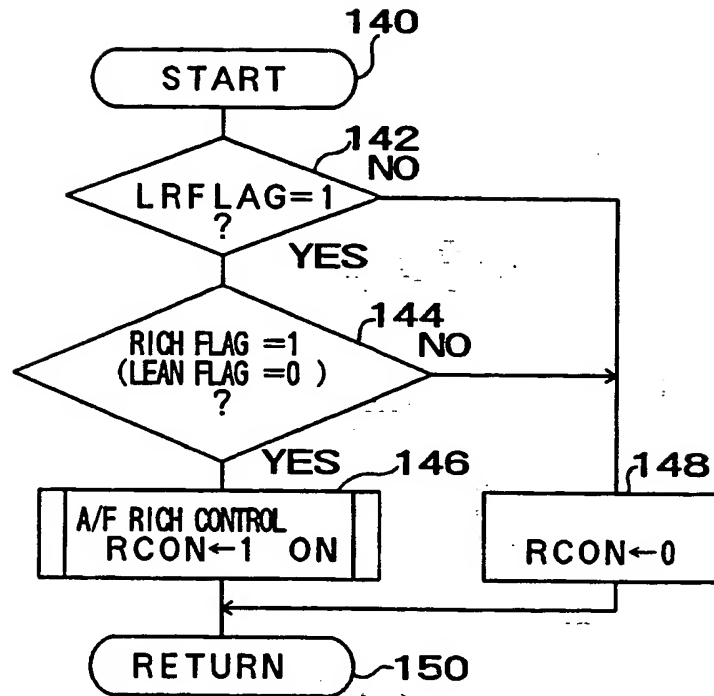 140
START
142
NO
LRFLAG=1
?
YES
144
RICH FLAG =1
NO
(LEAN FLAG =0 )
?
YES
146
148
A/F RICH CONTROL
RCON←1 ON
RCON←0
RETURN
150